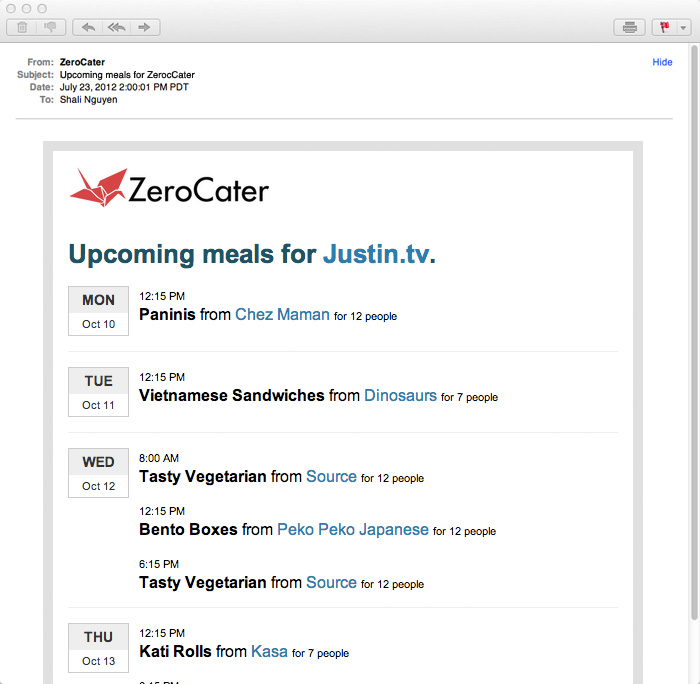 From: ZeroCater
Hide
Subject: Upcoming meals for ZerocCater
Date: July 23, 2012 2:00:01 PM PDT
To: Shali Nguyen
ZeroCater
Upcoming meals for Justin.tv.
MON
Oct 10
12:15 PM
Paninis from Chez Maman for 12 people
TUE
Oct 11
12:15 PM
Vietnamese Sandwiches from Dinosaurs for 7 people
WED
Oct 12
8:00 AM
Tasty Vegetarian from Source for 12 people
12:15 PM
Bento Boxes from Peko Peko Japanese for 12 people
6:15 PM
Tasty Vegetarian from Source for 12 people
THU
Oct 13
12:15 PM
Kati Rolls from Kasa for 7 people